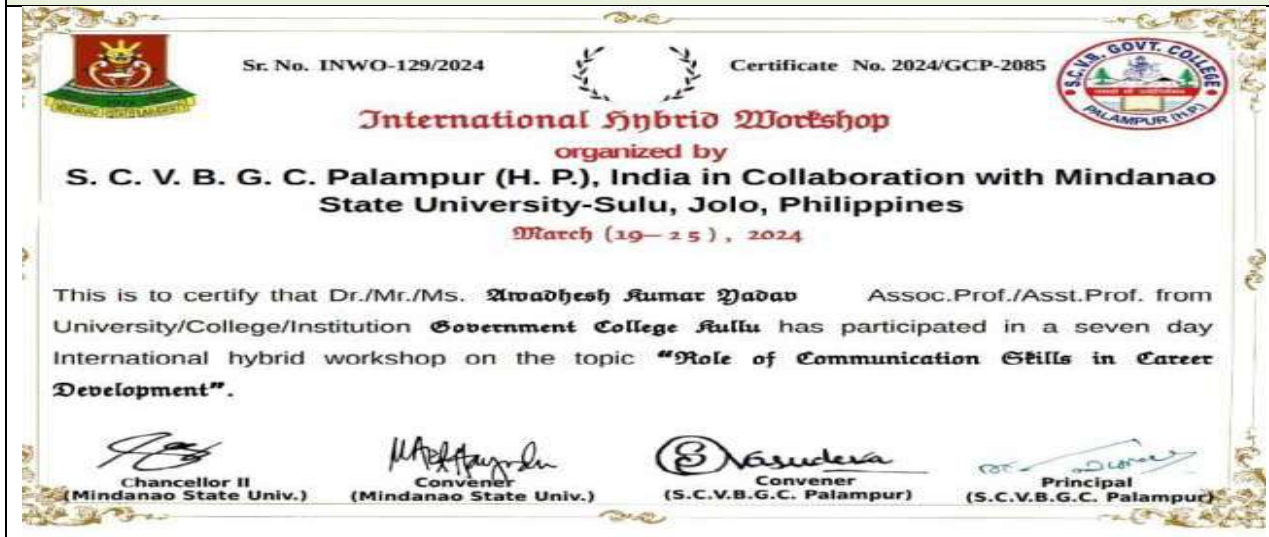 Sr. No. INWO-129/2024
Certificate No. 2024/GCP-2085
S.C.V.B. GOVT. COLLEGE
PALAMPUR (H.P.)
International Hybrid Workshop
organized by
S. C. V. B. G. C. Palampur (H. P.), India in Collaboration with Mindanao
State University-Sulu, Jolo, Philippines
March (19–25), 2024
This is to certify that Dr./Mr./Ms. Awadhesh Kumar Yadav Assoc.Prof./Asst.Prof. from
University/College/Institution Government College Kullu has participated in a seven day
International hybrid workshop on the topic "Role of Communication Skills in Career
Development".
Vasudeva
Chancellor II
(Mindanao State Univ.)
Convener
(Mindanao State Univ.)
Convener
(S.C.V.B.G.C. Palampur)
Principal
(S.C.V.B.G.C. Palampur)